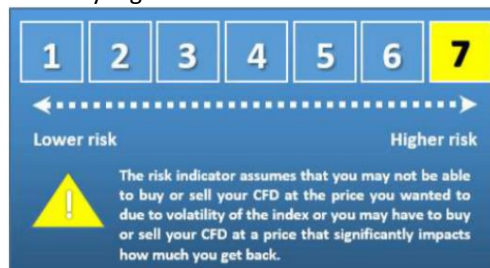 1 2 3 4 5 6 7
Lower risk Higher risk
The risk indicator assumes that you may not be able
to buy or sell your CFD at the price you wanted to
due to volatility of the index or you may have to buy
or sell your CFD at a price that significantly impacts
how much you get back.